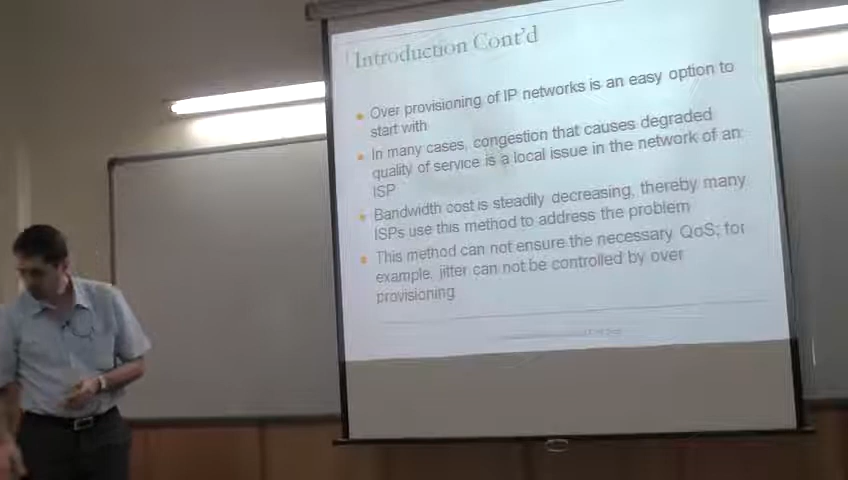 Introduction Cont'd
Over provisioning of IP networks is an easy option to
start with
In many cases, congestion that causes degraded
quality of service is a local issue in the network of an
ISP
Bandwidth cost is steadily decreasing, thereby many
ISPs use this method to address the problem
This method can not ensure the necessary QoS; for
example, jitter can not be controlled by over
provisioning